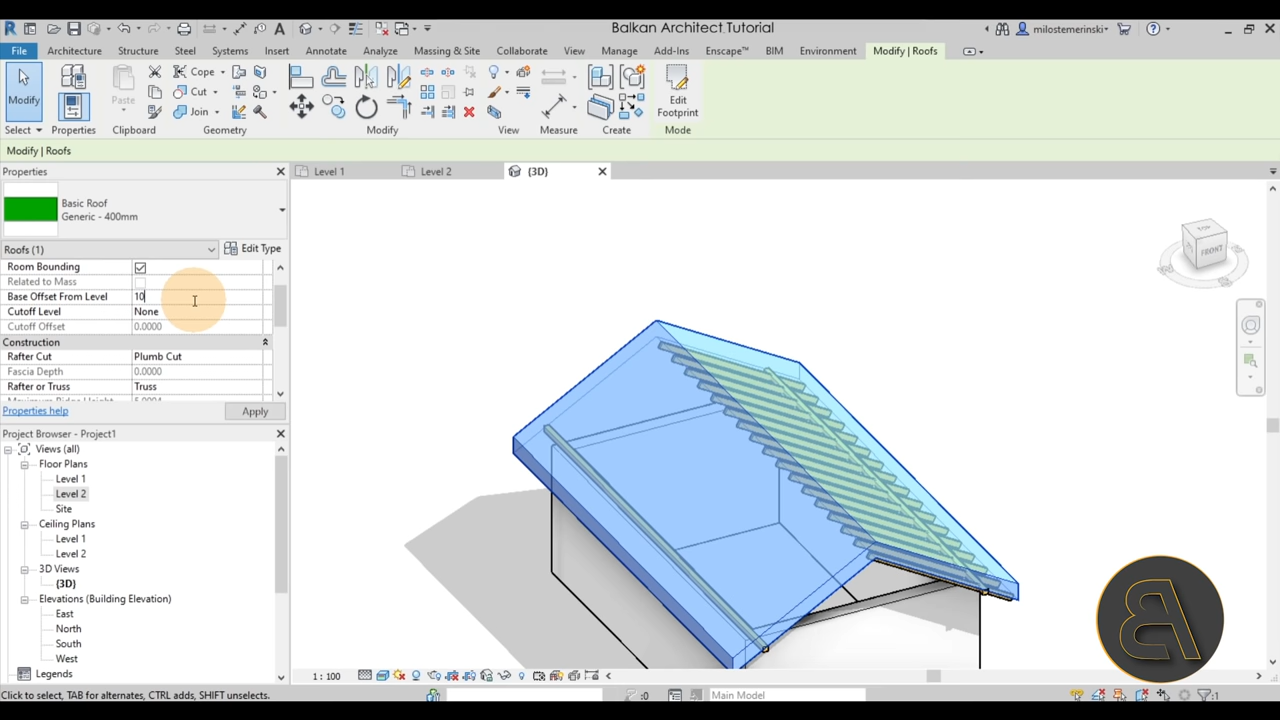 Balkan Architect Tutorial
milostemerinski
File Architecture Structure Steel Systems Insert Annotate Analyze Massing & Site Collaborate View Manage Add-Ins Enscape™ BIM Environment Modify | Roofs
Modify
Paste
Cope
Cut
Join
Edit
Footprint
Select Properties Clipboard Geometry Modify View Measure Create Mode
Modify | Roofs
Properties
Level 1
Level 2
(3D)
Basic Roof
Generic - 400mm
Roofs (1)
Edit Type
Room Bounding
Related to Mass
Base Offset From Level 10
Cutoff Level None
Cutoff Offset 0.0000
Construction
Rafter Cut Plumb Cut
Fascia Depth 0.0000
Rafter or Truss Truss
Properties help
Apply
Project Browser - Project1
Views (all)
Floor Plans
Level 1
Level 2
Site
Ceiling Plans
Level 1
Level 2
3D Views
(3D)
Elevations (Building Elevation)
East
North
South
West
Legends
TOP
FRONT
1 : 100
Click to select, TAB for alternates, CTRL adds, SHIFT unselects.
:0
Main Model
:1